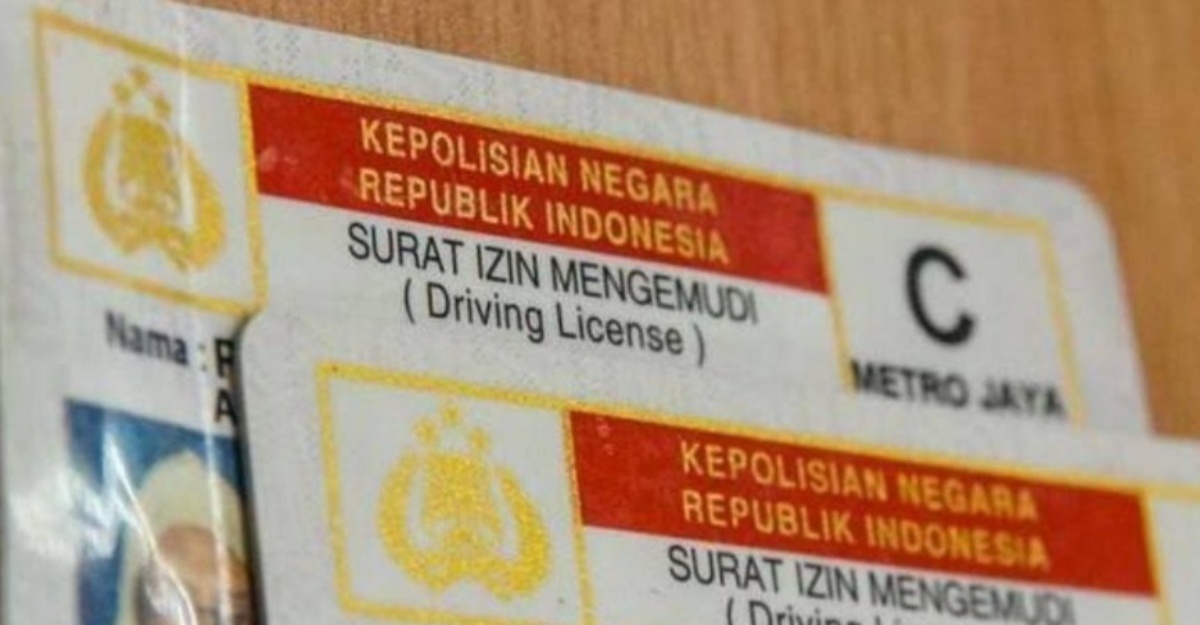 KEPOLISIAN NEGARA
REPUBLIK INDONESIA
SURAT IZIN MENGEMUDI
( Driving License )
C
METRO JAYA
Nama :
KEPOLISIAN NEGARA
REPUBLIK INDONESIA
SURAT IZIN MENGEMUDI
( Driving